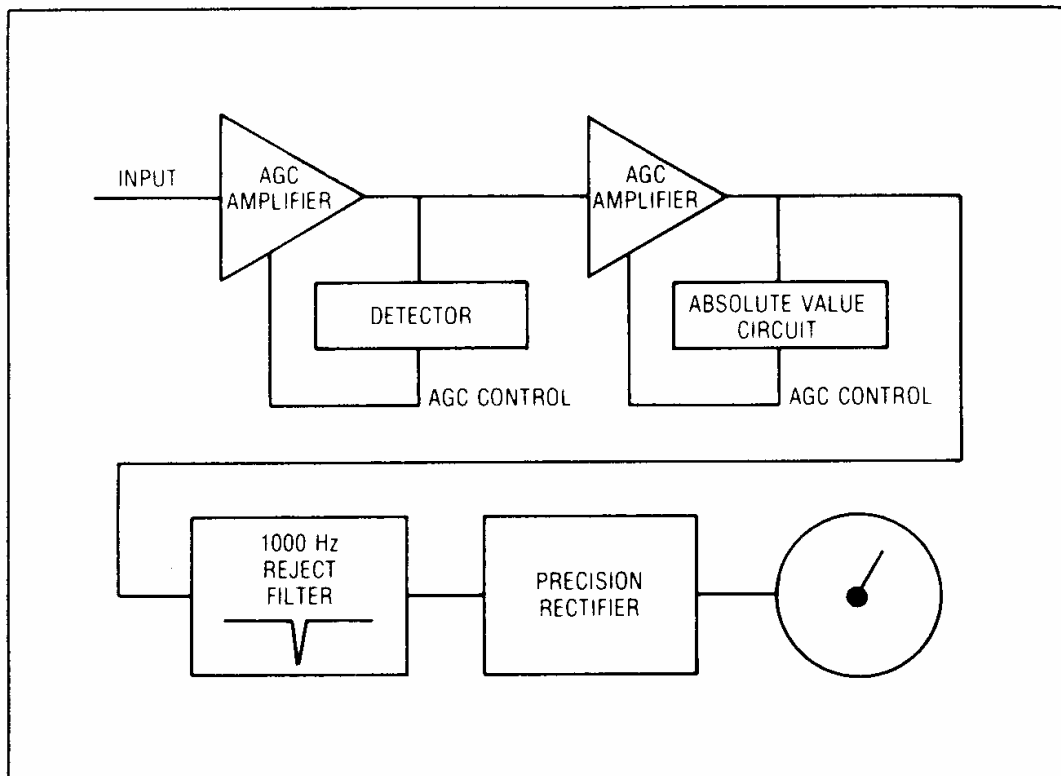 INPUT
AGC
AMPLIFIER
DETECTOR
AGC CONTROL
AGC
AMPLIFIER
ABSOLUTE VALUE
CIRCUIT
AGC CONTROL
1000 Hz
REJECT
FILTER
PRECISION
RECTIFIER